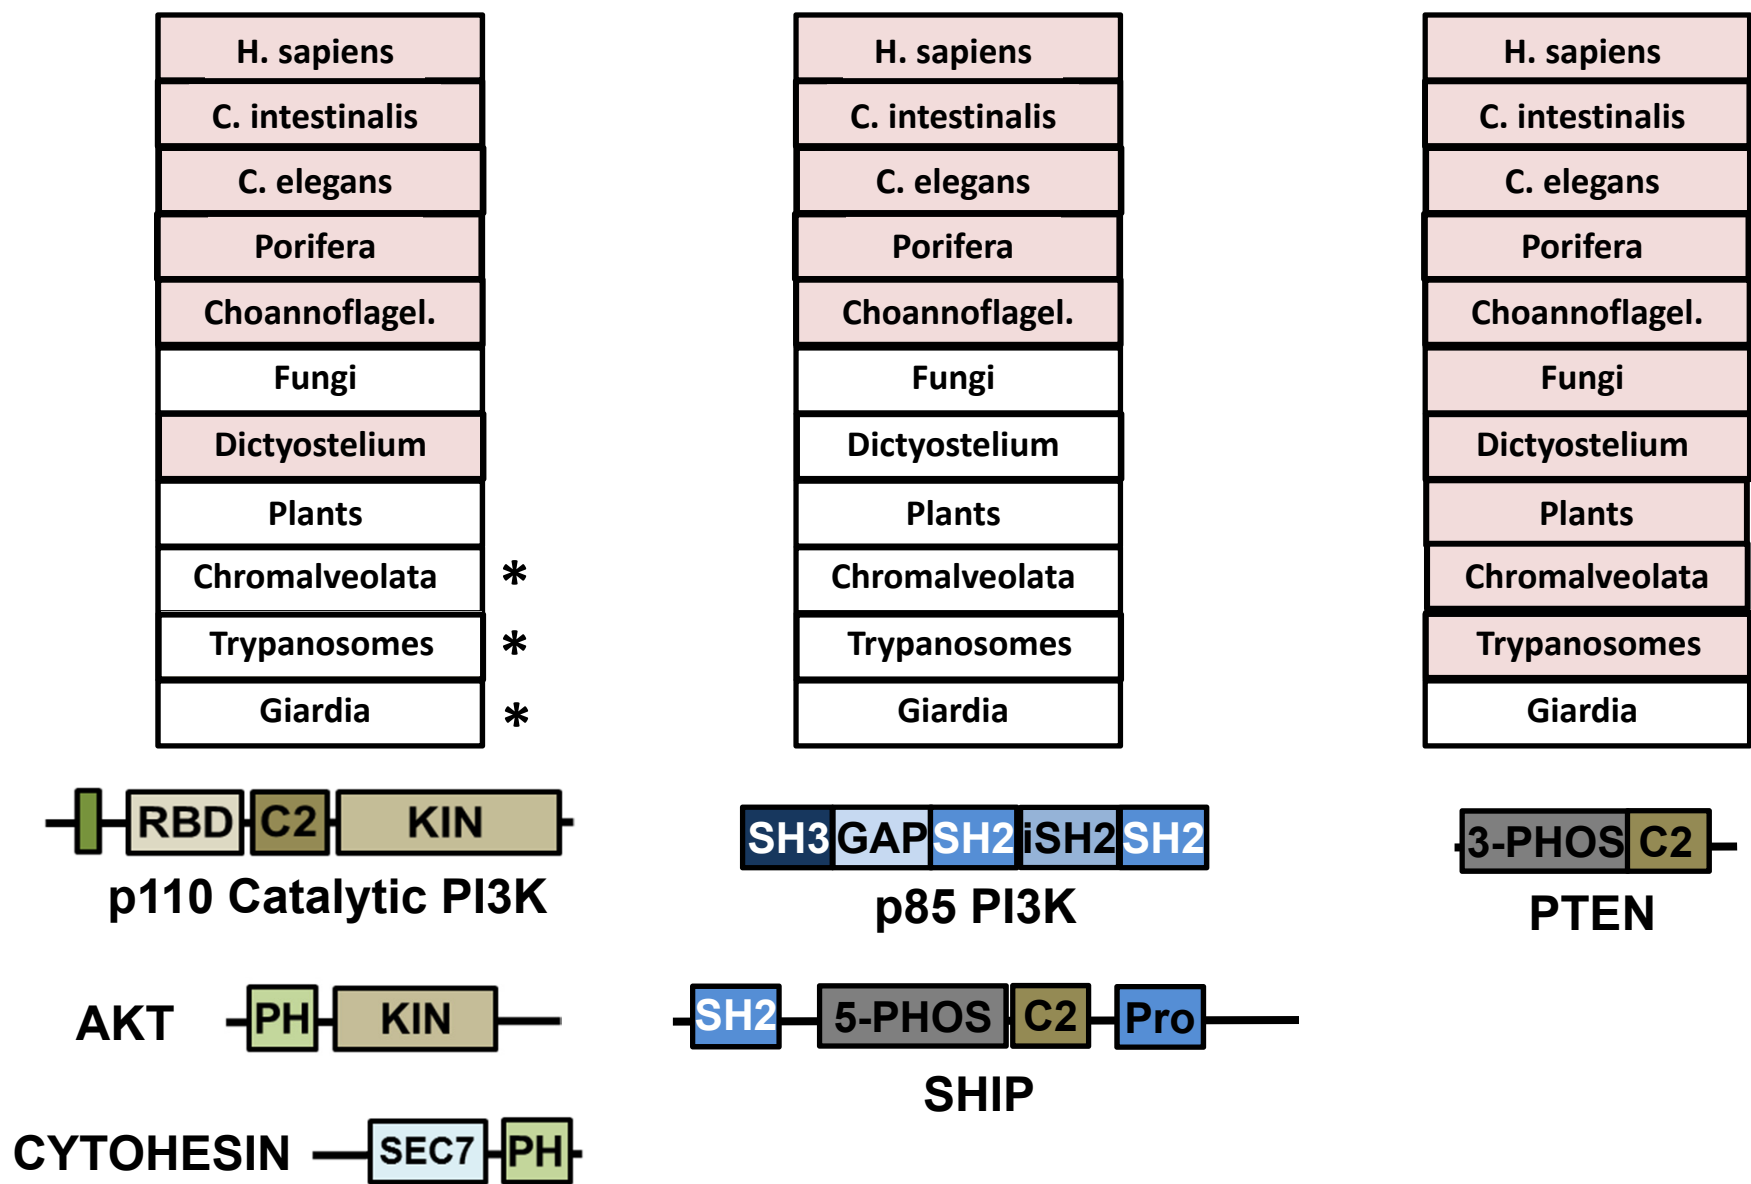 H. sapiens
C. intestinalis
C. elegans
Porifera
Choannoflagel.
Fungi
Dictyostelium
Plants
Chromalveolata *
Trypanosomes *
Giardia *
RBD C2 KIN
p110 Catalytic PI3K
H. sapiens
C. intestinalis
C. elegans
Porifera
Choannoflagel.
Fungi
Dictyostelium
Plants
Chromalveolata
Trypanosomes
Giardia
SH3 GAP SH2 iSH2 SH2
p85 PI3K
H. sapiens
C. intestinalis
C. elegans
Porifera
Choannoflagel.
Fungi
Dictyostelium
Plants
Chromalveolata
Trypanosomes
Giardia
3-PHOS C2
PTEN
AKT PH KIN
SH2 5-PHOS C2 Pro
SHIP
CYTOHESIN SEC7 PH